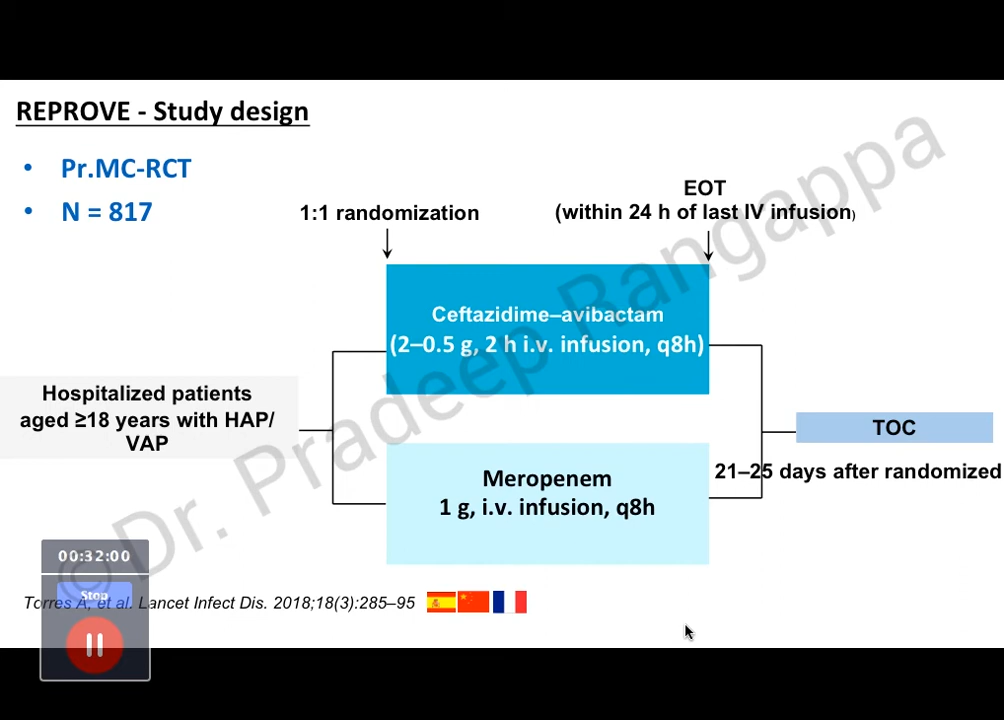 REPROVE - Study design
• Pr.MC-RCT
• N = 817
1:1 randomization
EOT
(within 24 h of last IV infusion)
Ceftazidime–avibactam
(2–0.5 g, 2 h i.v. infusion, q8h)
Hospitalized patients
aged ≥18 years with HAP/
VAP
Meropenem
1 g, i.v. infusion, q8h
TOC
21–25 days after randomized
© Dr. Pradeep Rangappa
00:32:00
Stop
Torres A, et al. Lancet Infect Dis. 2018;18(3):285–95